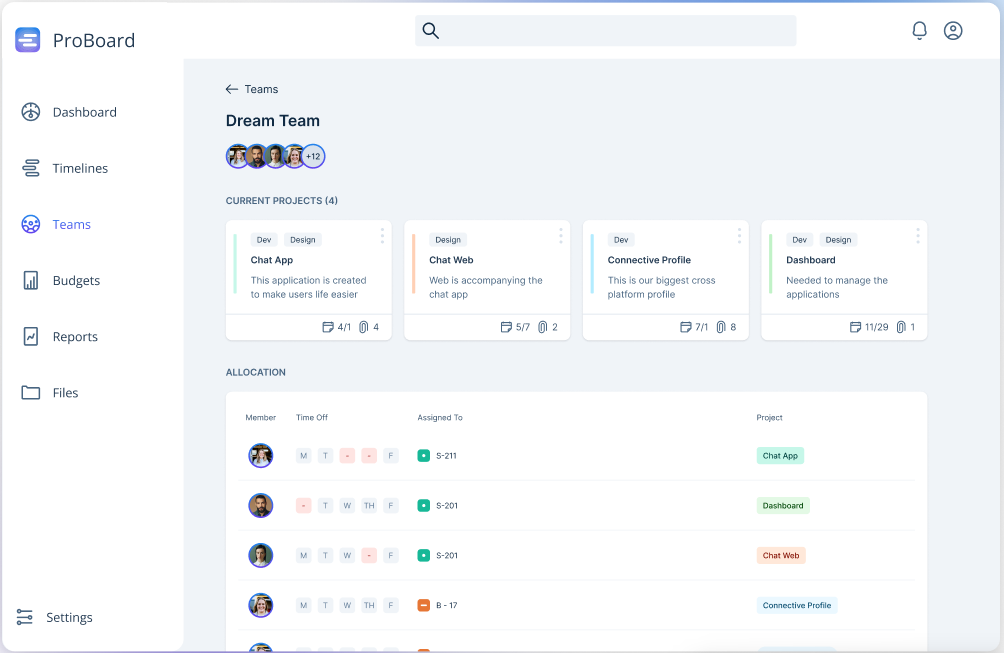 ProBoard
Dashboard
Timelines
Teams
Budgets
Reports
Files
Settings
Teams
Dream Team
+12
CURRENT PROJECTS (4)
Dev Design
Chat App
This application is created
to make users life easier
4/1 4
Design
Chat Web
Web is accompanying the
chat app
5/7 2
Dev
Connective Profile
This is our biggest cross
platform profile
7/1 8
Dev Design
Dashboard
Needed to manage the
applications
11/29 1
ALLOCATION
Member Time Off Assigned To Project
M T - - F S-211 Chat App
- T W TH F S-201 Dashboard
M T W - F S-201 Chat Web
M T W TH F B - 17 Connective Profile